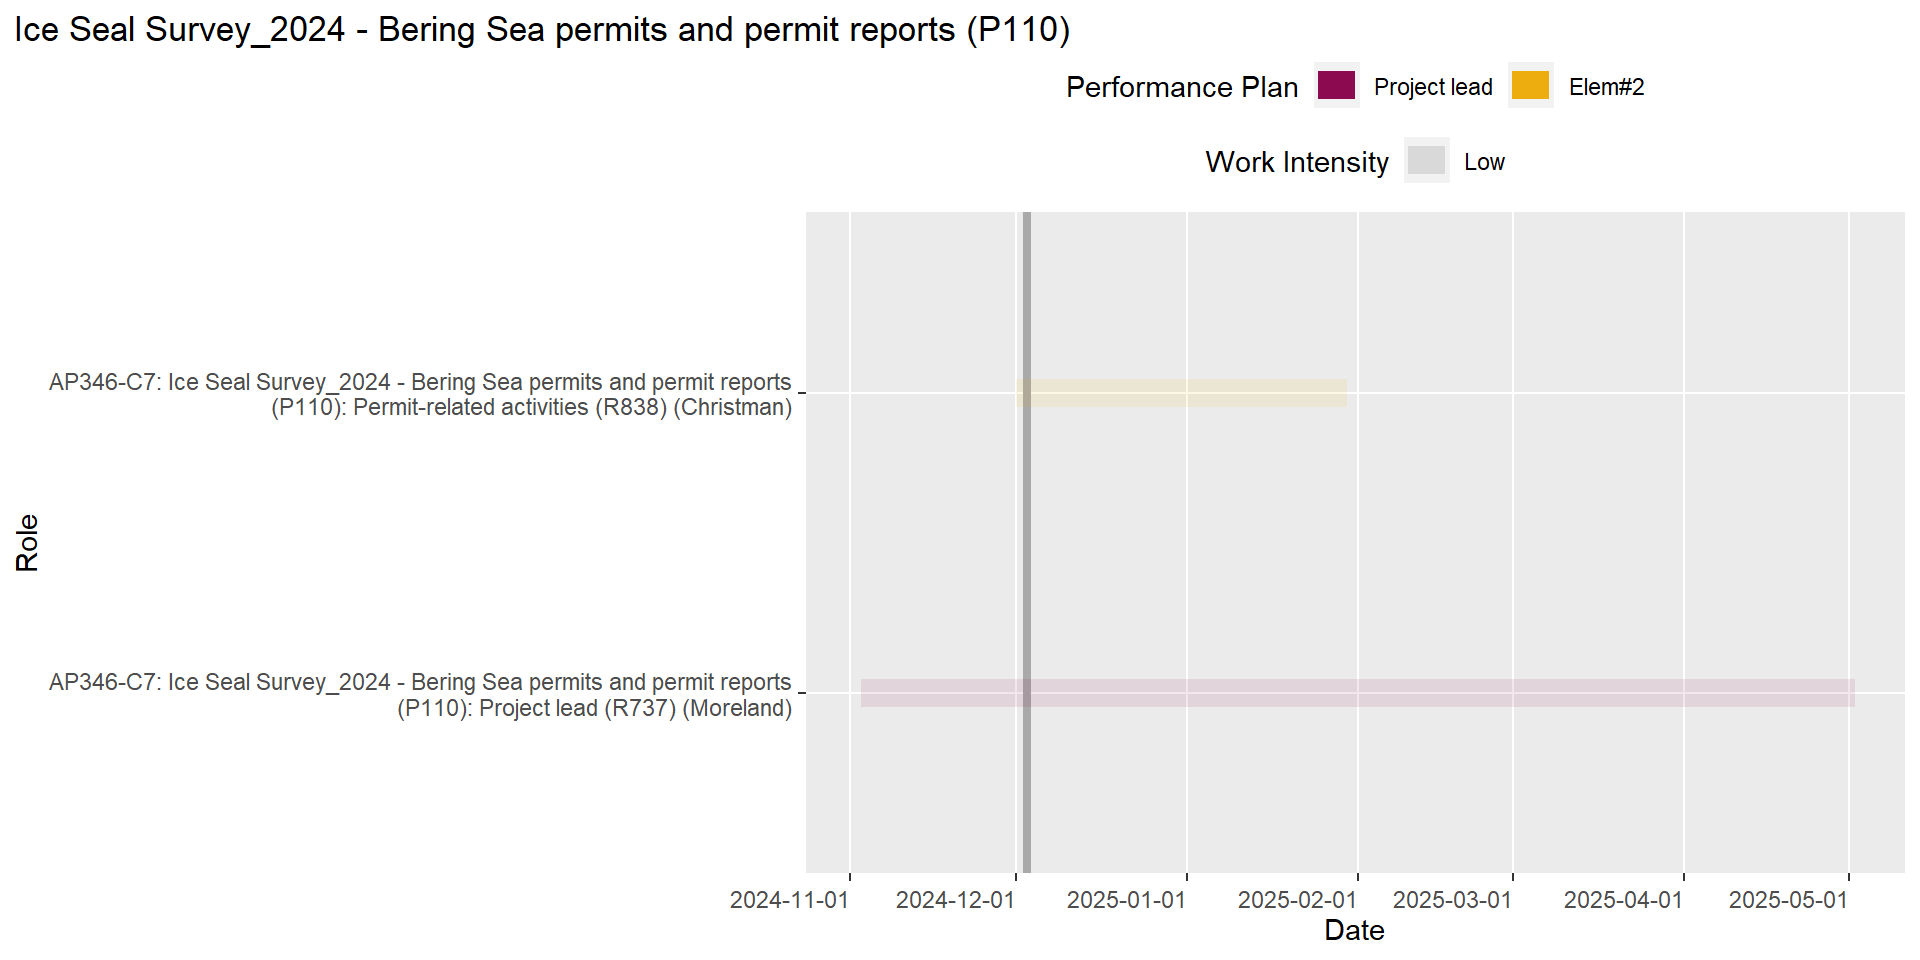 Ice Seal Survey_2024 - Bering Sea permits and permit reports (P110)
Performance Plan Project lead Elem#2
Work Intensity Low
AP346-C7: Ice Seal Survey_2024 - Bering Sea permits and permit reports
(P110): Permit-related activities (R838) (Christman)
Role
AP346-C7: Ice Seal Survey_2024 - Bering Sea permits and permit reports
(P110): Project lead (R737) (Moreland)
2024-11-01 2024-12-01 2025-01-01 2025-02-01 2025-03-01 2025-04-01 2025-05-01
Date